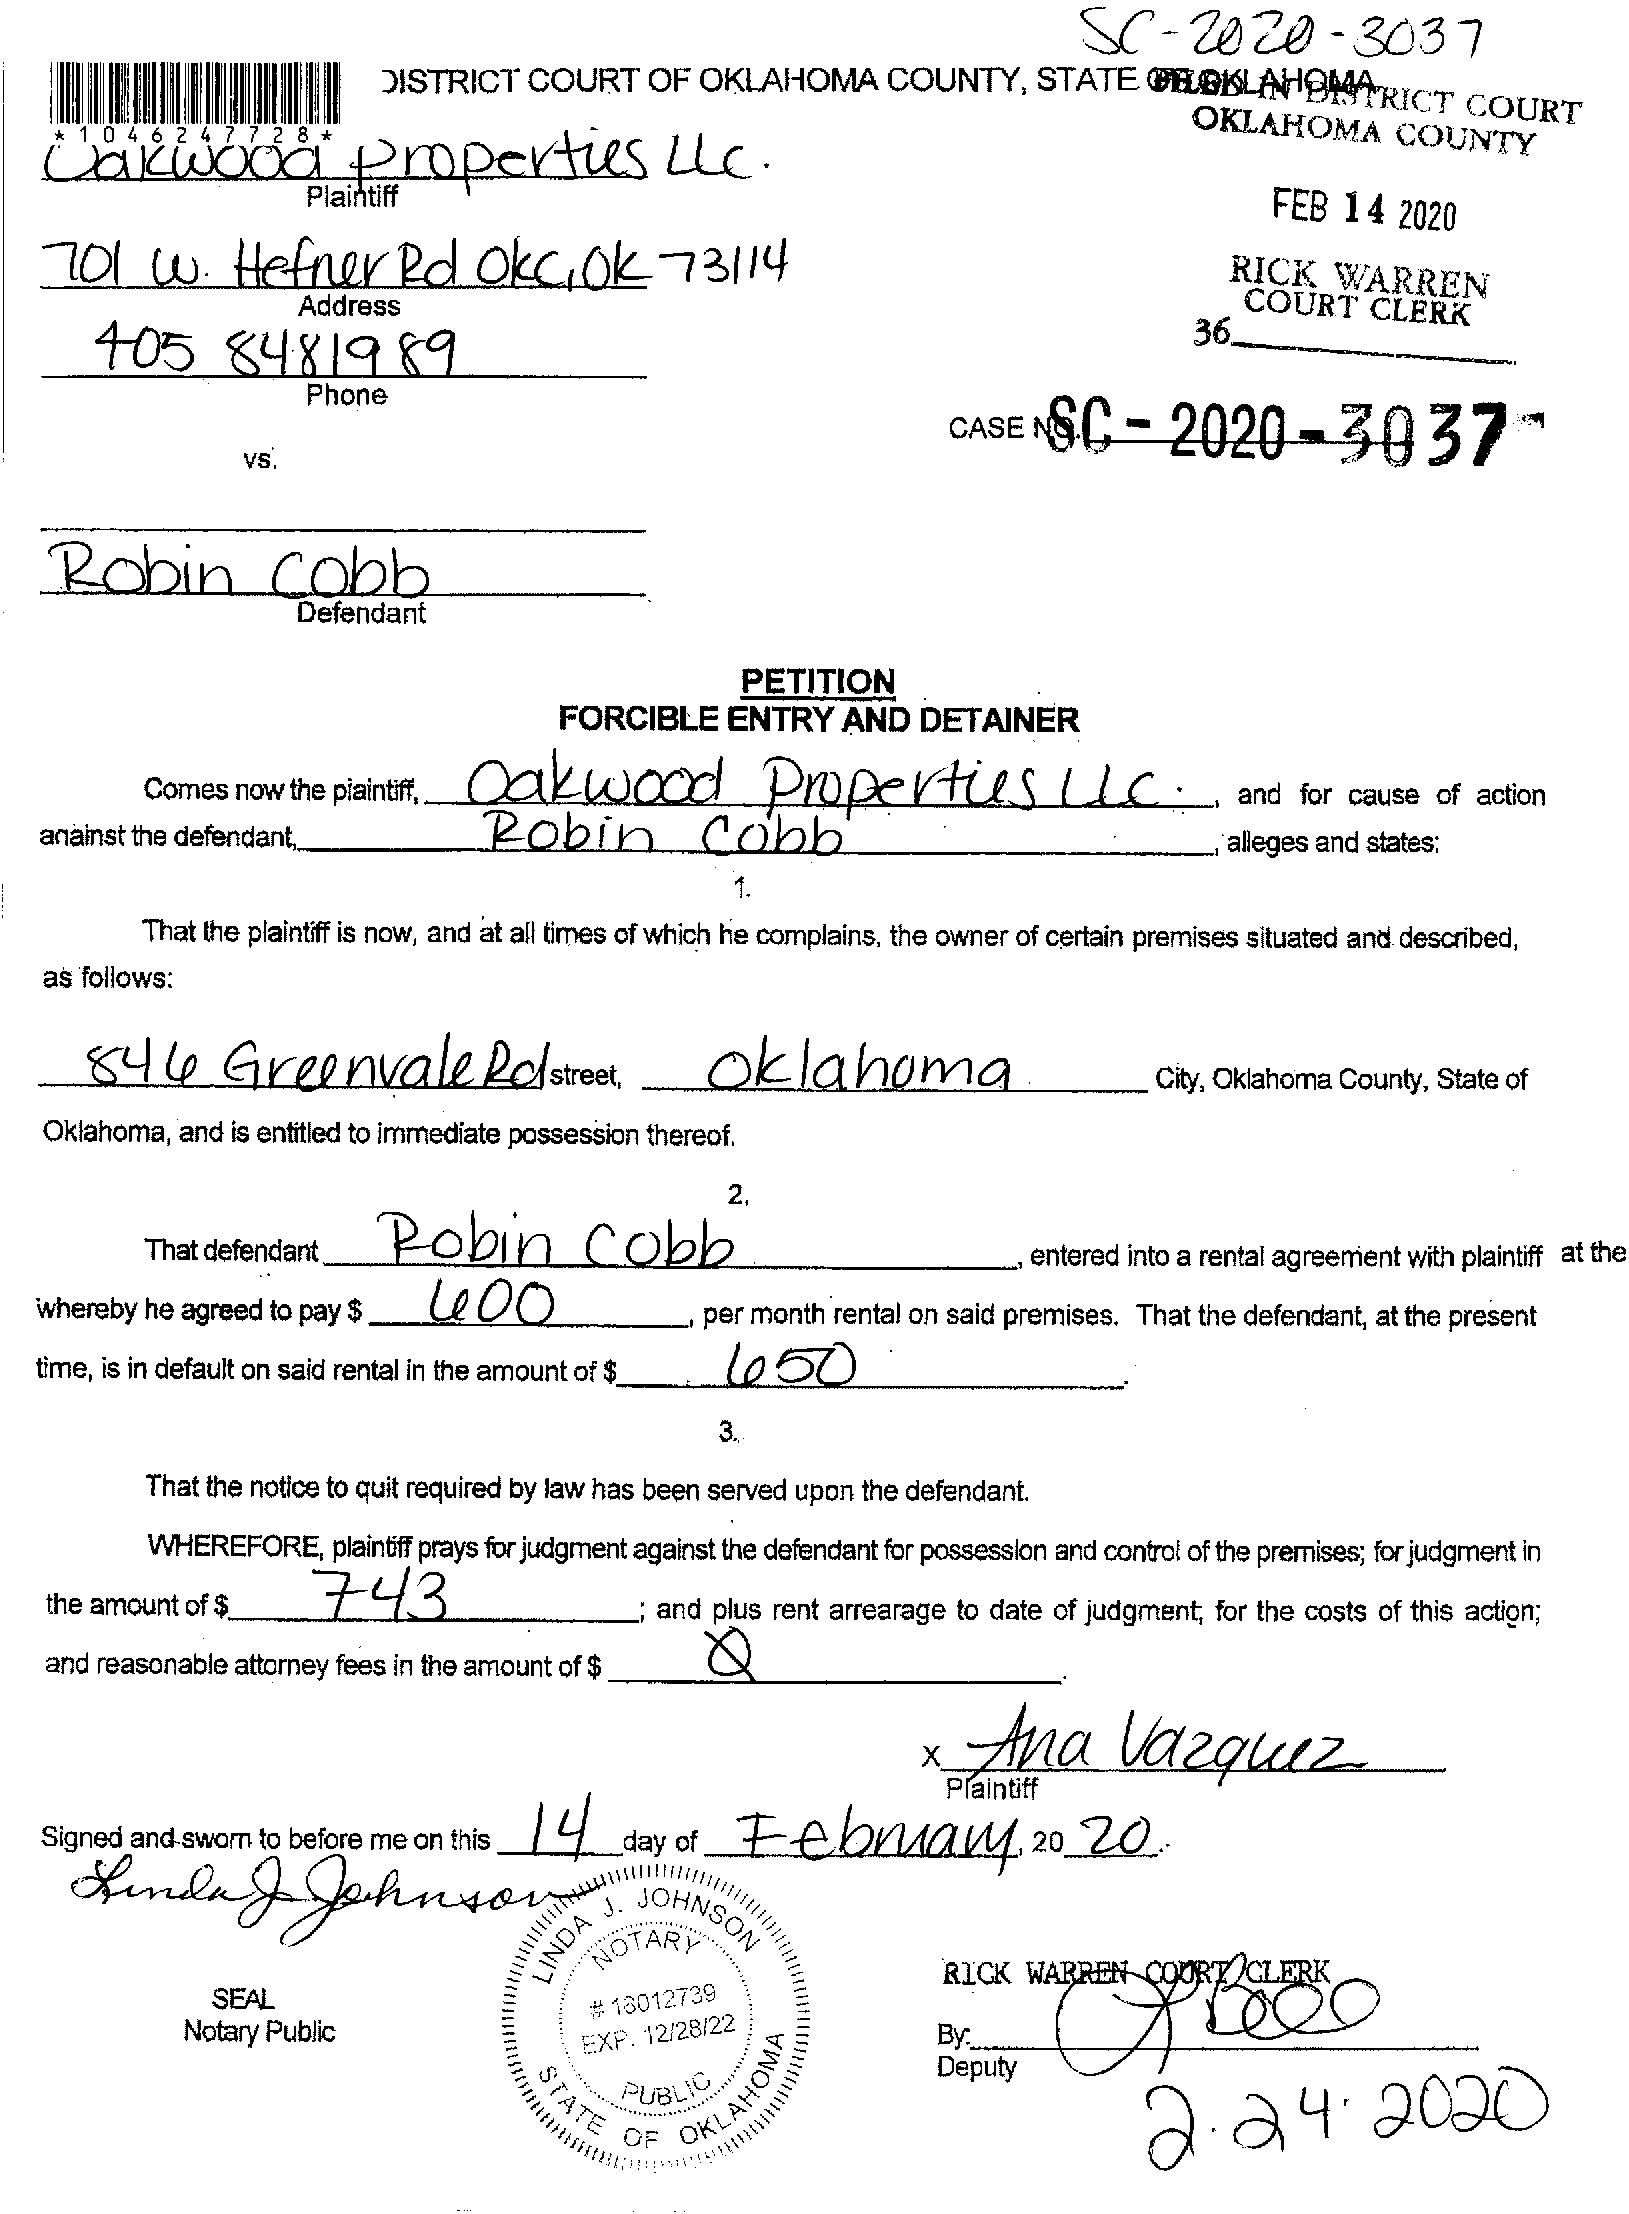 SC-2020-3037
DISTRICT COURT OF OKLAHOMA COUNTY, STATE OF OKLAHOMA
FILED IN DISTRICT COURT
OKLAHOMA COUNTY
*1046247728*
Oakwood Properties LLC.
Plaintiff
FEB 14 2020
701 W. Hefner Rd OKC, OK 73114
Address
RICK WARREN
COURT CLERK
36
405 8481989
Phone
CASE NO. SC-2020-3037
vs.
Robin Cobb
Defendant
PETITION
FORCIBLE ENTRY AND DETAINER
Comes now the plaintiff, Oakwood Properties LLC. , and for cause of action
against the defendant, Robin Cobb , alleges and states:
1.
That the plaintiff is now, and at all times of which he complains, the owner of certain premises situated and described,
as follows:
846 Greenvale Rd street, Oklahoma City, Oklahoma County, State of
Oklahoma, and is entitled to immediate possession thereof.
2.
That defendant Robin Cobb , entered into a rental agreement with plaintiff at the
whereby he agreed to pay $ 600 , per month rental on said premises. That the defendant, at the present
time, is in default on said rental in the amount of $ 650 .
3.
That the notice to quit required by law has been served upon the defendant.
WHEREFORE, plaintiff prays for judgment against the defendant for possession and control of the premises; for judgment in
the amount of $ 743 ; and plus rent arrearage to date of judgment; for the costs of this action;
and reasonable attorney fees in the amount of $ 0 .
x Ana Vazquez
Plaintiff
Signed and sworn to before me on this 14 day of February, 20 20.
Linda J Johnson
LINDA J. JOHNSON
NOTARY
# 18012739
EXP. 12/28/22
PUBLIC
STATE OF OKLAHOMA
SEAL
Notary Public
RICK WARREN COURT CLERK
By:
Deputy
2.24.2020